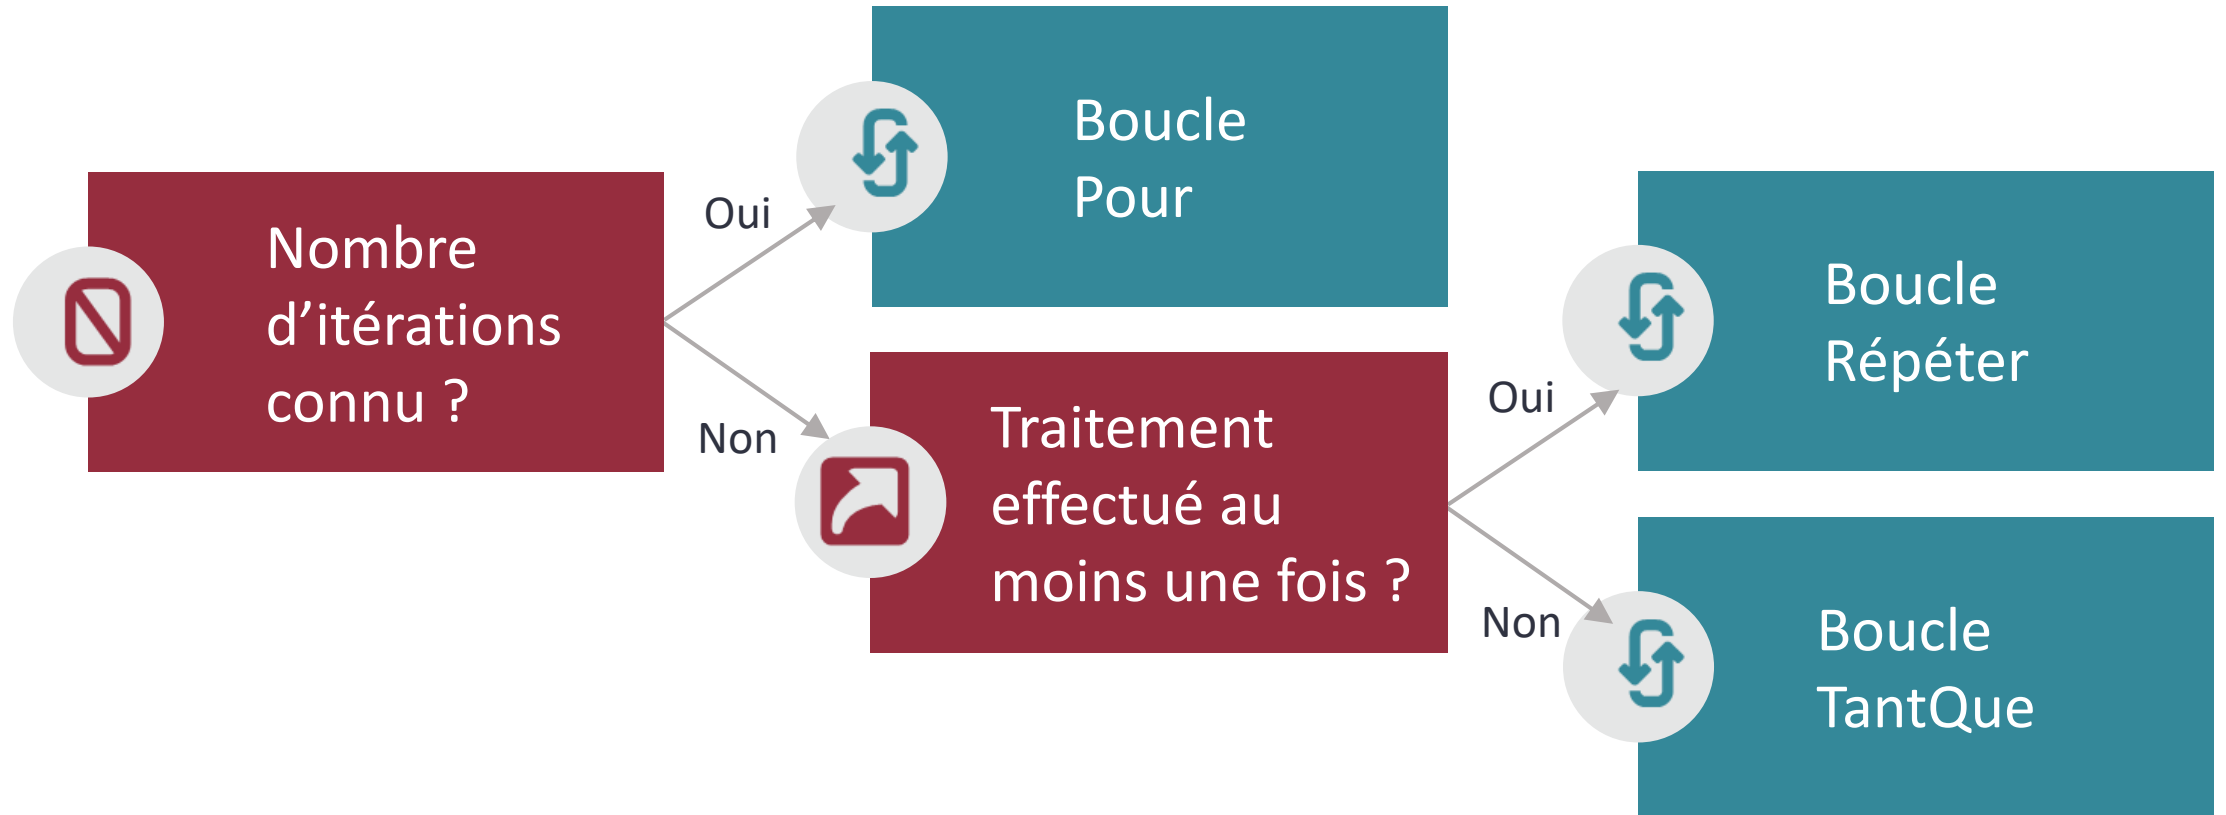 Nombre
d’itérations
connu ?
Oui
Non
Boucle
Pour
Traitement
effectué au
moins une fois ?
Oui
Non
Boucle
Répéter
Boucle
TantQue